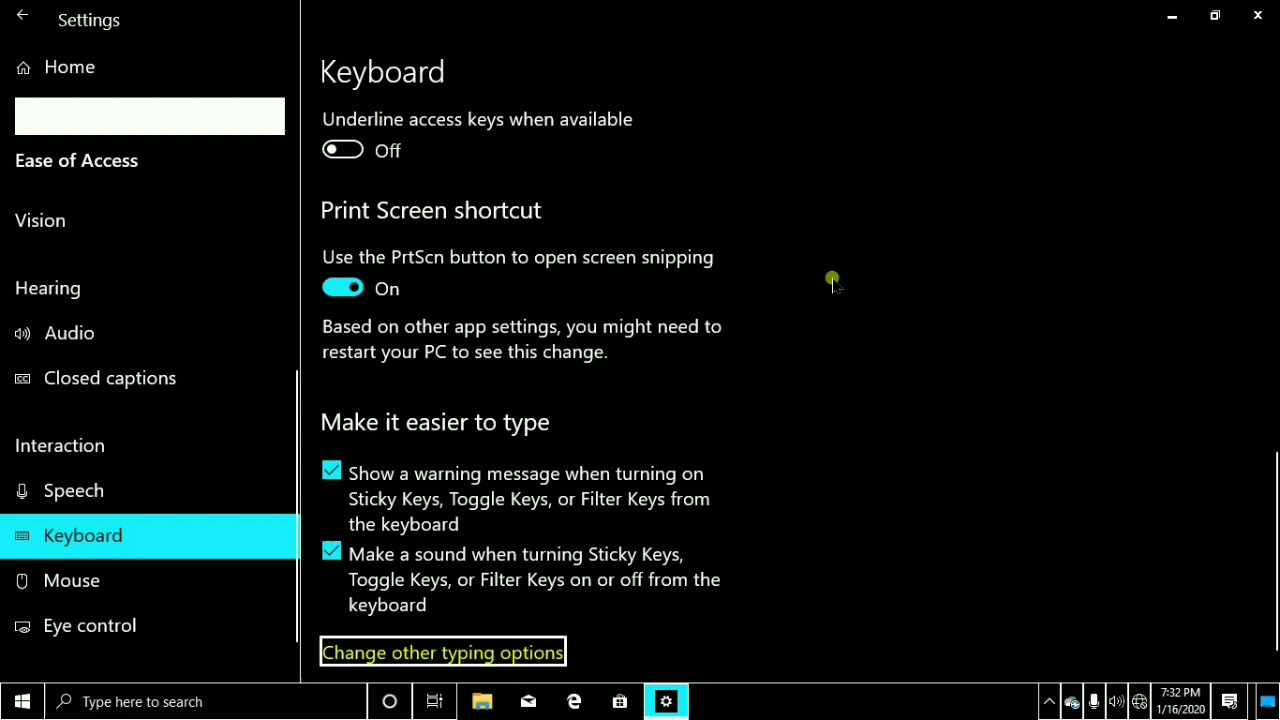 Settings
Home
Ease of Access
Vision
Hearing
Audio
Closed captions
Interaction
Speech
Keyboard
Mouse
Eye control
Keyboard
Underline access keys when available
Off
Print Screen shortcut
Use the PrtScn button to open screen snipping
On
Based on other app settings, you might need to
restart your PC to see this change.
Make it easier to type
Show a warning message when turning on
Sticky Keys, Toggle Keys, or Filter Keys from
the keyboard
Make a sound when turning Sticky Keys,
Toggle Keys, or Filter Keys on or off from the
keyboard
Change other typing options
Type here to search
7:32 PM
1/16/2020